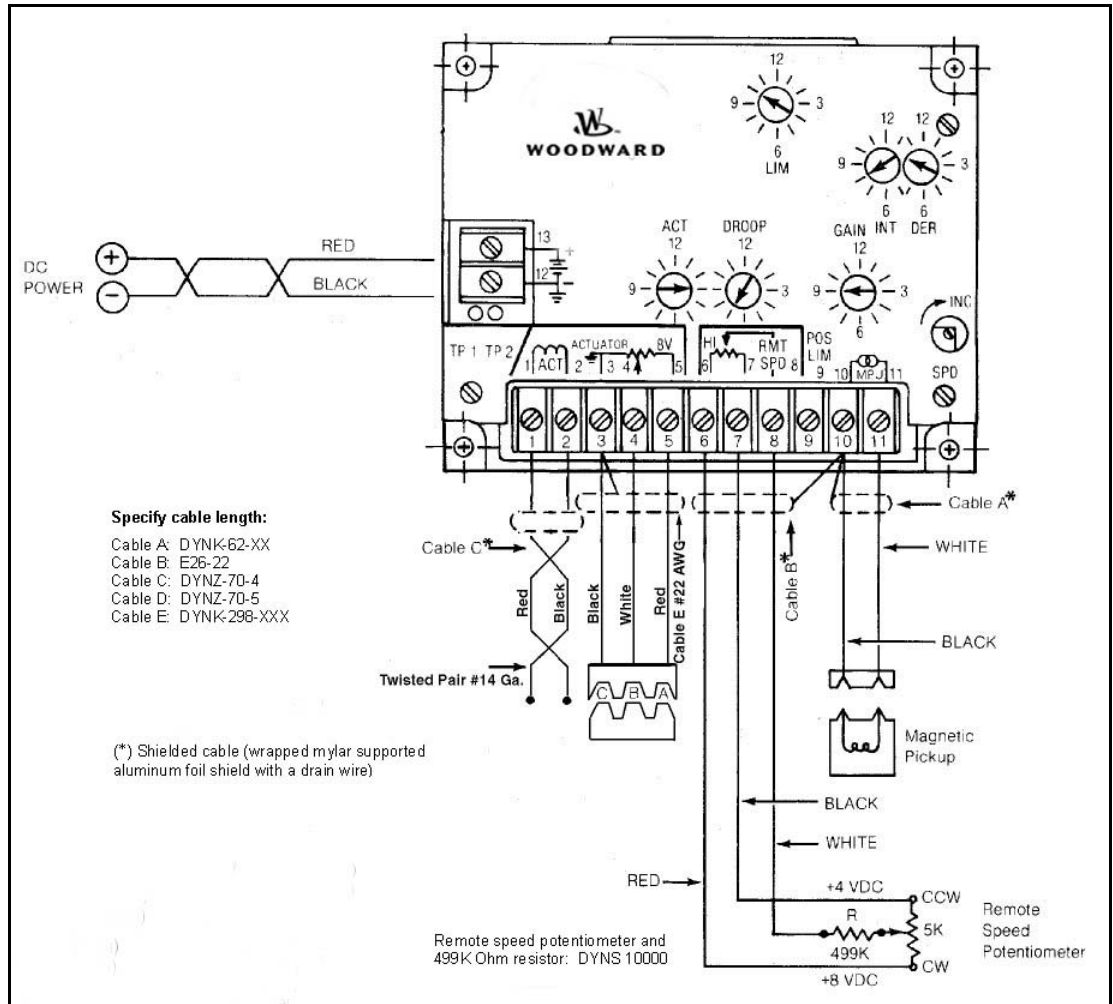 12
9
3
6
LIM
W
WOODWARD
12
12
9
3
6
6
INT
DER
ACT
12
9
DROOP
12
3
GAIN
12
9
3
6
INC
SPD
13
+
12
-
DC
POWER
+
-
RED
BLACK
TP 1 TP 2
1
ACT
2
ACTUATOR
3
4
8V
5
HI
6
7
RMT
SPD
8
POS
LIM
9
10
MPU
11
1
2
3
4
5
6
7
8
9
10
11
Specify cable length:
Cable A: DYNK-62-XX
Cable B: E26-22
Cable C: DYNZ-70-4
Cable D: DYNZ-70-5
Cable E: DYNK-298-XXX
Cable C*
Red
Black
Black
White
Red
Cable E #22 AWG
Cable B*
Cable A*
WHITE
BLACK
Twisted Pair #14 Ga.
C
B
A
(*) Shielded cable (wrapped mylar supported
aluminum foil shield with a drain wire)
Magnetic
Pickup
BLACK
WHITE
RED
+4 VDC
CCW
R
5K
499K
CW
+8 VDC
Remote
Speed
Potentiometer
Remote speed potentiometer and
499K Ohm resistor: DYNS 10000